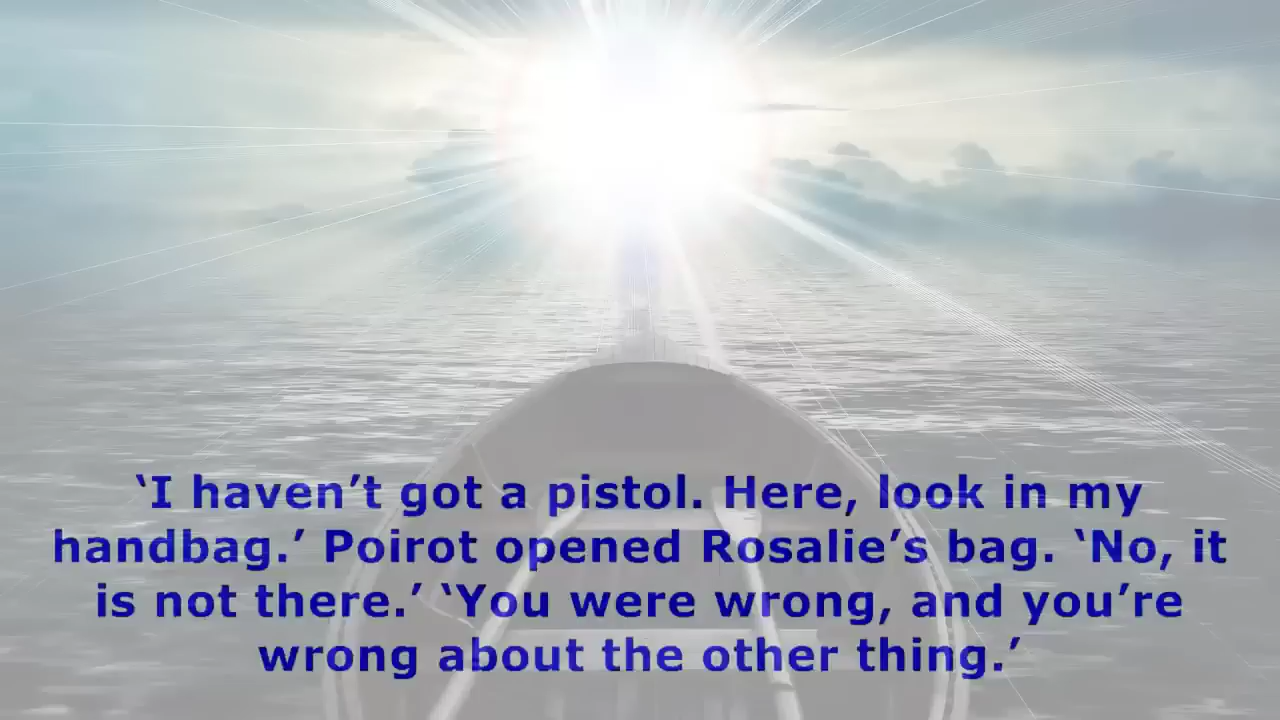 ‘I haven’t got a pistol. Here, look in my
handbag.’ Poirot opened Rosalie’s bag. ‘No, it
is not there.’ ‘You were wrong, and you’re
wrong about the other thing.’